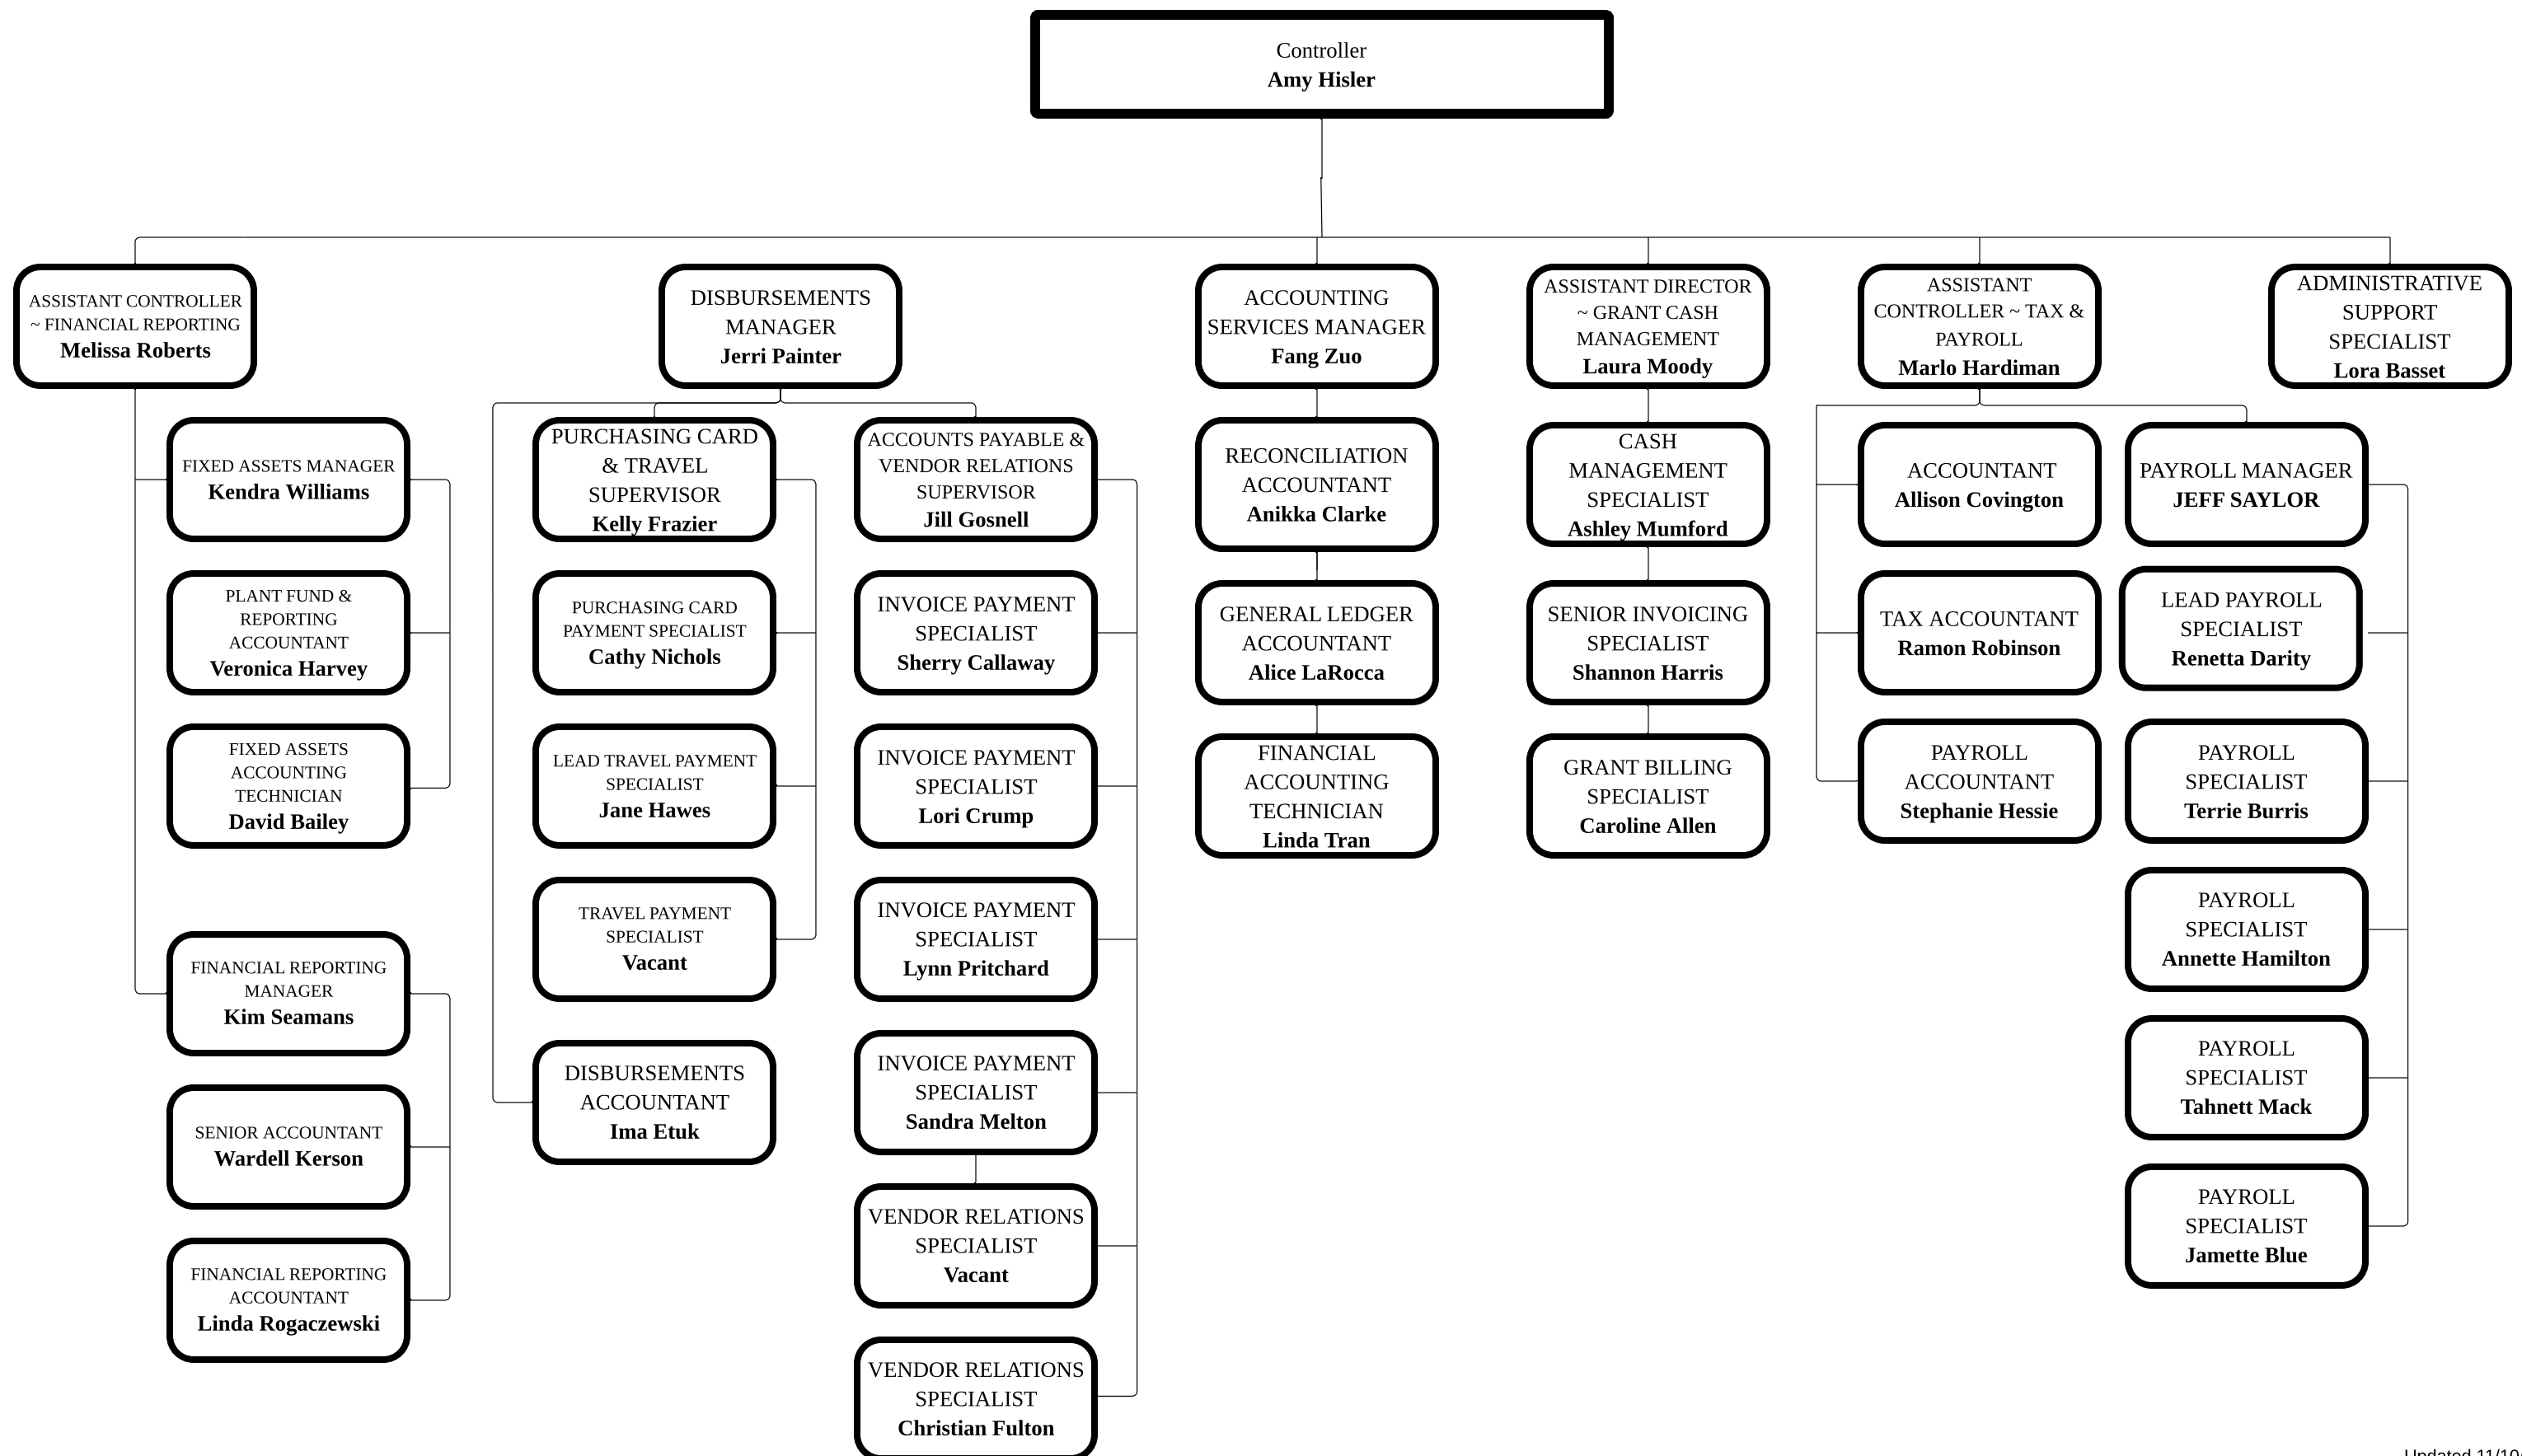 Controller
Amy Hisler
ASSISTANT CONTROLLER
~ FINANCIAL REPORTING
Melissa Roberts
DISBURSEMENTS
MANAGER
Jerri Painter
ACCOUNTING
SERVICES MANAGER
Fang Zuo
ASSISTANT DIRECTOR
~ GRANT CASH
MANAGEMENT
Laura Moody
ASSISTANT
CONTROLLER ~ TAX &
PAYROLL
Marlo Hardiman
ADMINISTRATIVE
SUPPORT
SPECIALIST
Lora Basset
FIXED ASSETS MANAGER
Kendra Williams
PLANT FUND &
REPORTING
ACCOUNTANT
Veronica Harvey
FIXED ASSETS
ACCOUNTING
TECHNICIAN
David Bailey
FINANCIAL REPORTING
MANAGER
Kim Seamans
SENIOR ACCOUNTANT
Wardell Kerson
FINANCIAL REPORTING
ACCOUNTANT
Linda Rogaczewski
PURCHASING CARD
& TRAVEL
SUPERVISOR
Kelly Frazier
PURCHASING CARD
PAYMENT SPECIALIST
Cathy Nichols
LEAD TRAVEL PAYMENT
SPECIALIST
Jane Hawes
TRAVEL PAYMENT
SPECIALIST
Vacant
DISBURSEMENTS
ACCOUNTANT
Ima Etuk
ACCOUNTS PAYABLE &
VENDOR RELATIONS
SUPERVISOR
Jill Gosnell
INVOICE PAYMENT
SPECIALIST
Sherry Callaway
INVOICE PAYMENT
SPECIALIST
Lori Crump
INVOICE PAYMENT
SPECIALIST
Lynn Pritchard
INVOICE PAYMENT
SPECIALIST
Sandra Melton
VENDOR RELATIONS
SPECIALIST
Vacant
VENDOR RELATIONS
SPECIALIST
Christian Fulton
RECONCILIATION
ACCOUNTANT
Anikka Clarke
GENERAL LEDGER
ACCOUNTANT
Alice LaRocca
FINANCIAL
ACCOUNTING
TECHNICIAN
Linda Tran
CASH
MANAGEMENT
SPECIALIST
Ashley Mumford
SENIOR INVOICING
SPECIALIST
Shannon Harris
GRANT BILLING
SPECIALIST
Caroline Allen
ACCOUNTANT
Allison Covington
TAX ACCOUNTANT
Ramon Robinson
PAYROLL
ACCOUNTANT
Stephanie Hessie
PAYROLL MANAGER
JEFF SAYLOR
LEAD PAYROLL
SPECIALIST
Renetta Darity
PAYROLL
SPECIALIST
Terrie Burris
PAYROLL
SPECIALIST
Annette Hamilton
PAYROLL
SPECIALIST
Tahnett Mack
PAYROLL
SPECIALIST
Jamette Blue
Updated